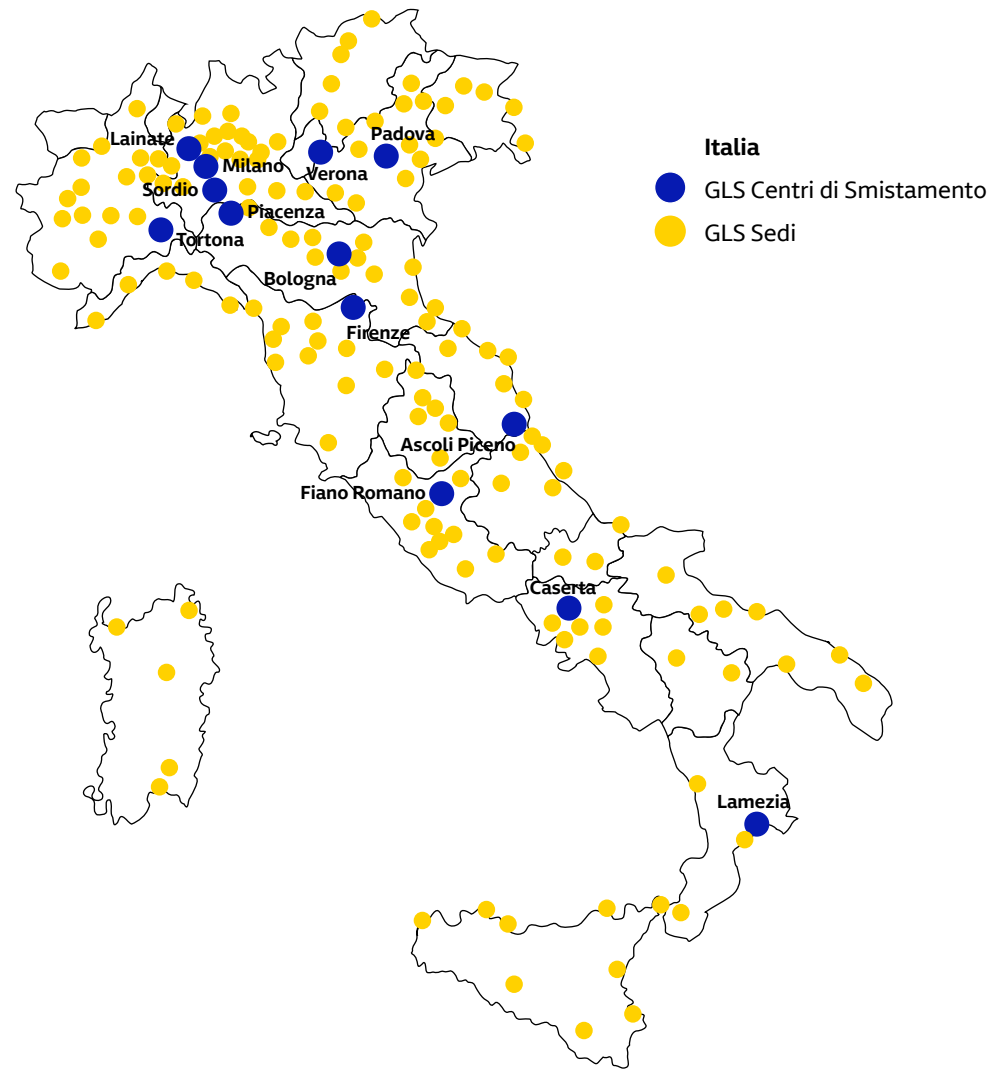 Padova
Lainate
Italia
Milano
Verona
Sordio
GLS Centri di Smistamento
Piacenza
GLS Sedi
Tortona
Bologna
Firenze
Ascoli Piceno
Fiano Romano
Caserta
Lamezia